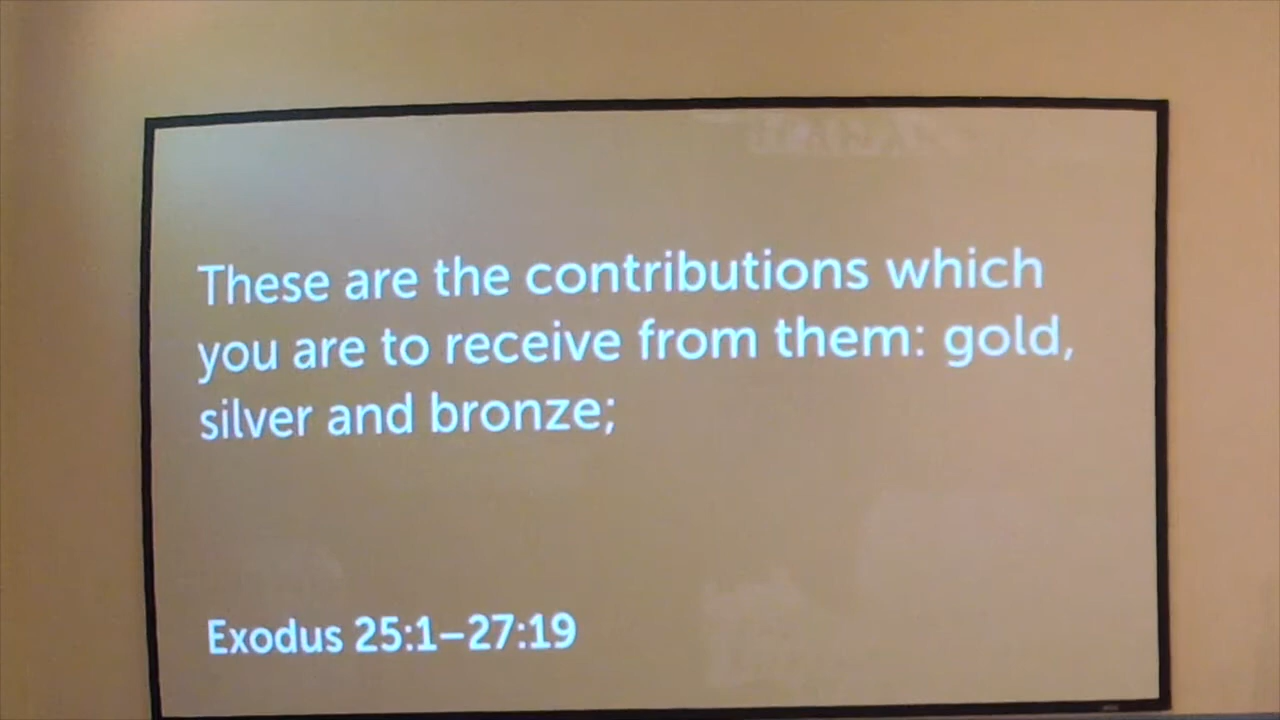 These are the contributions which
you are to receive from them: gold,
silver and bronze;
Exodus 25:1–27:19